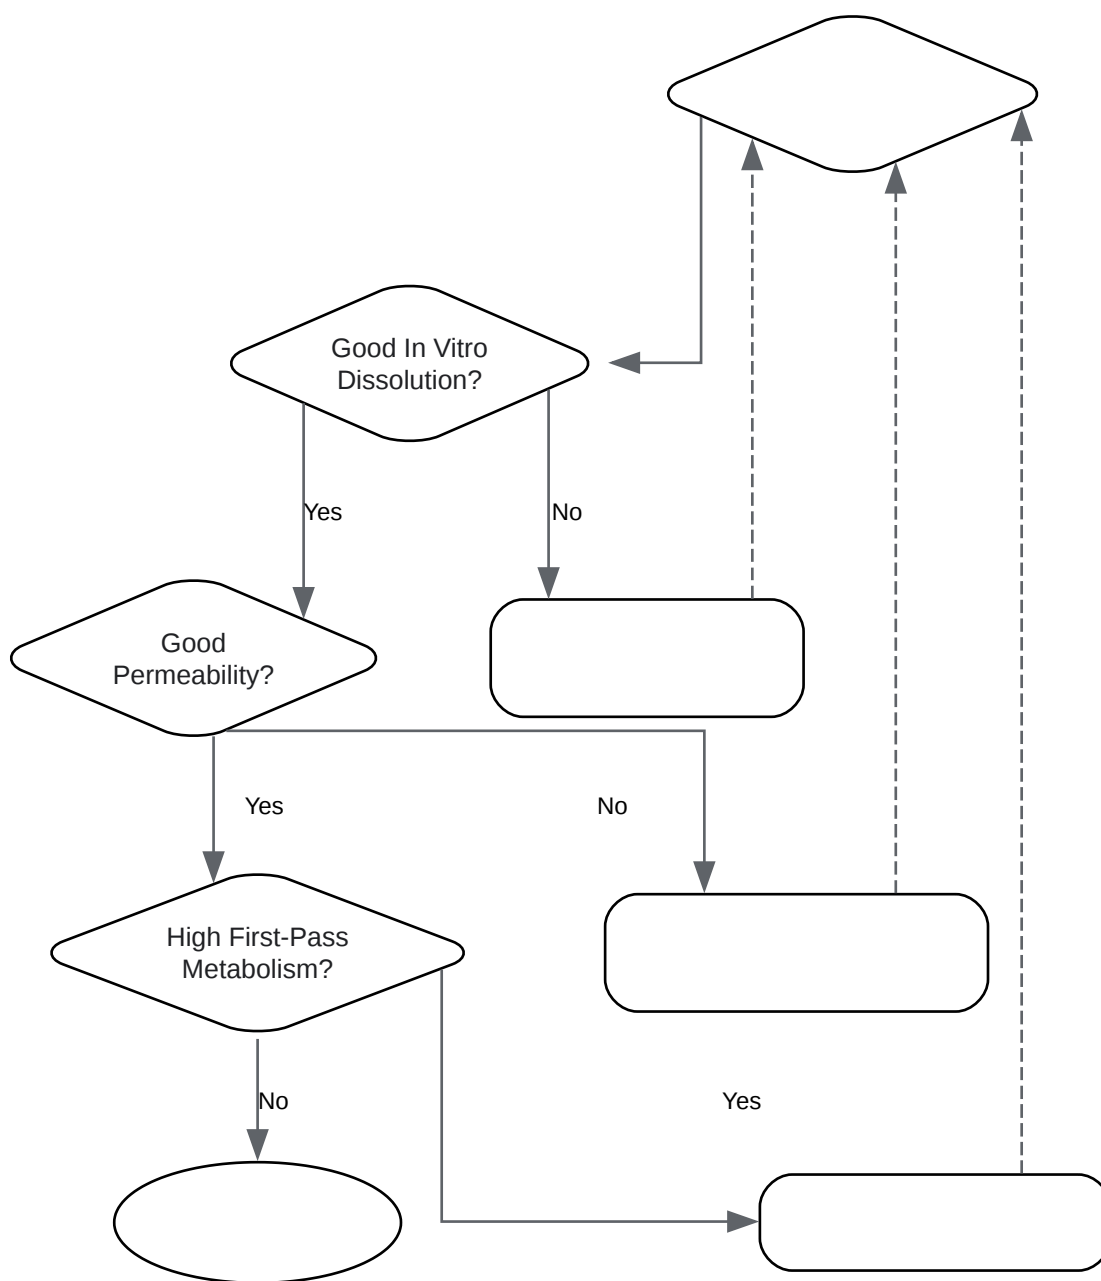 Good In Vitro
Dissolution?
Yes
No
Good
Permeability?
Yes
No
High First-Pass
Metabolism?
No
Yes